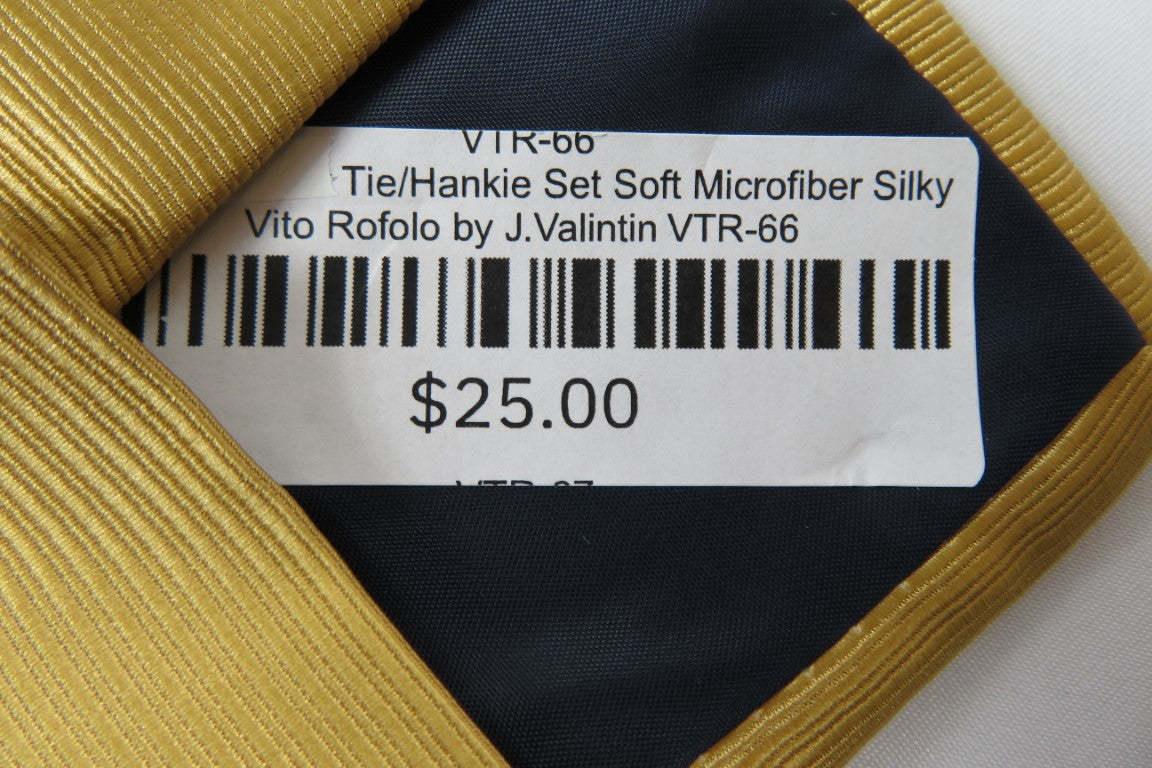 VTR-66
Tie/Hankie Set Soft Microfiber Silky
Vito Rofolo by J.Valintin VTR-66
$25.00